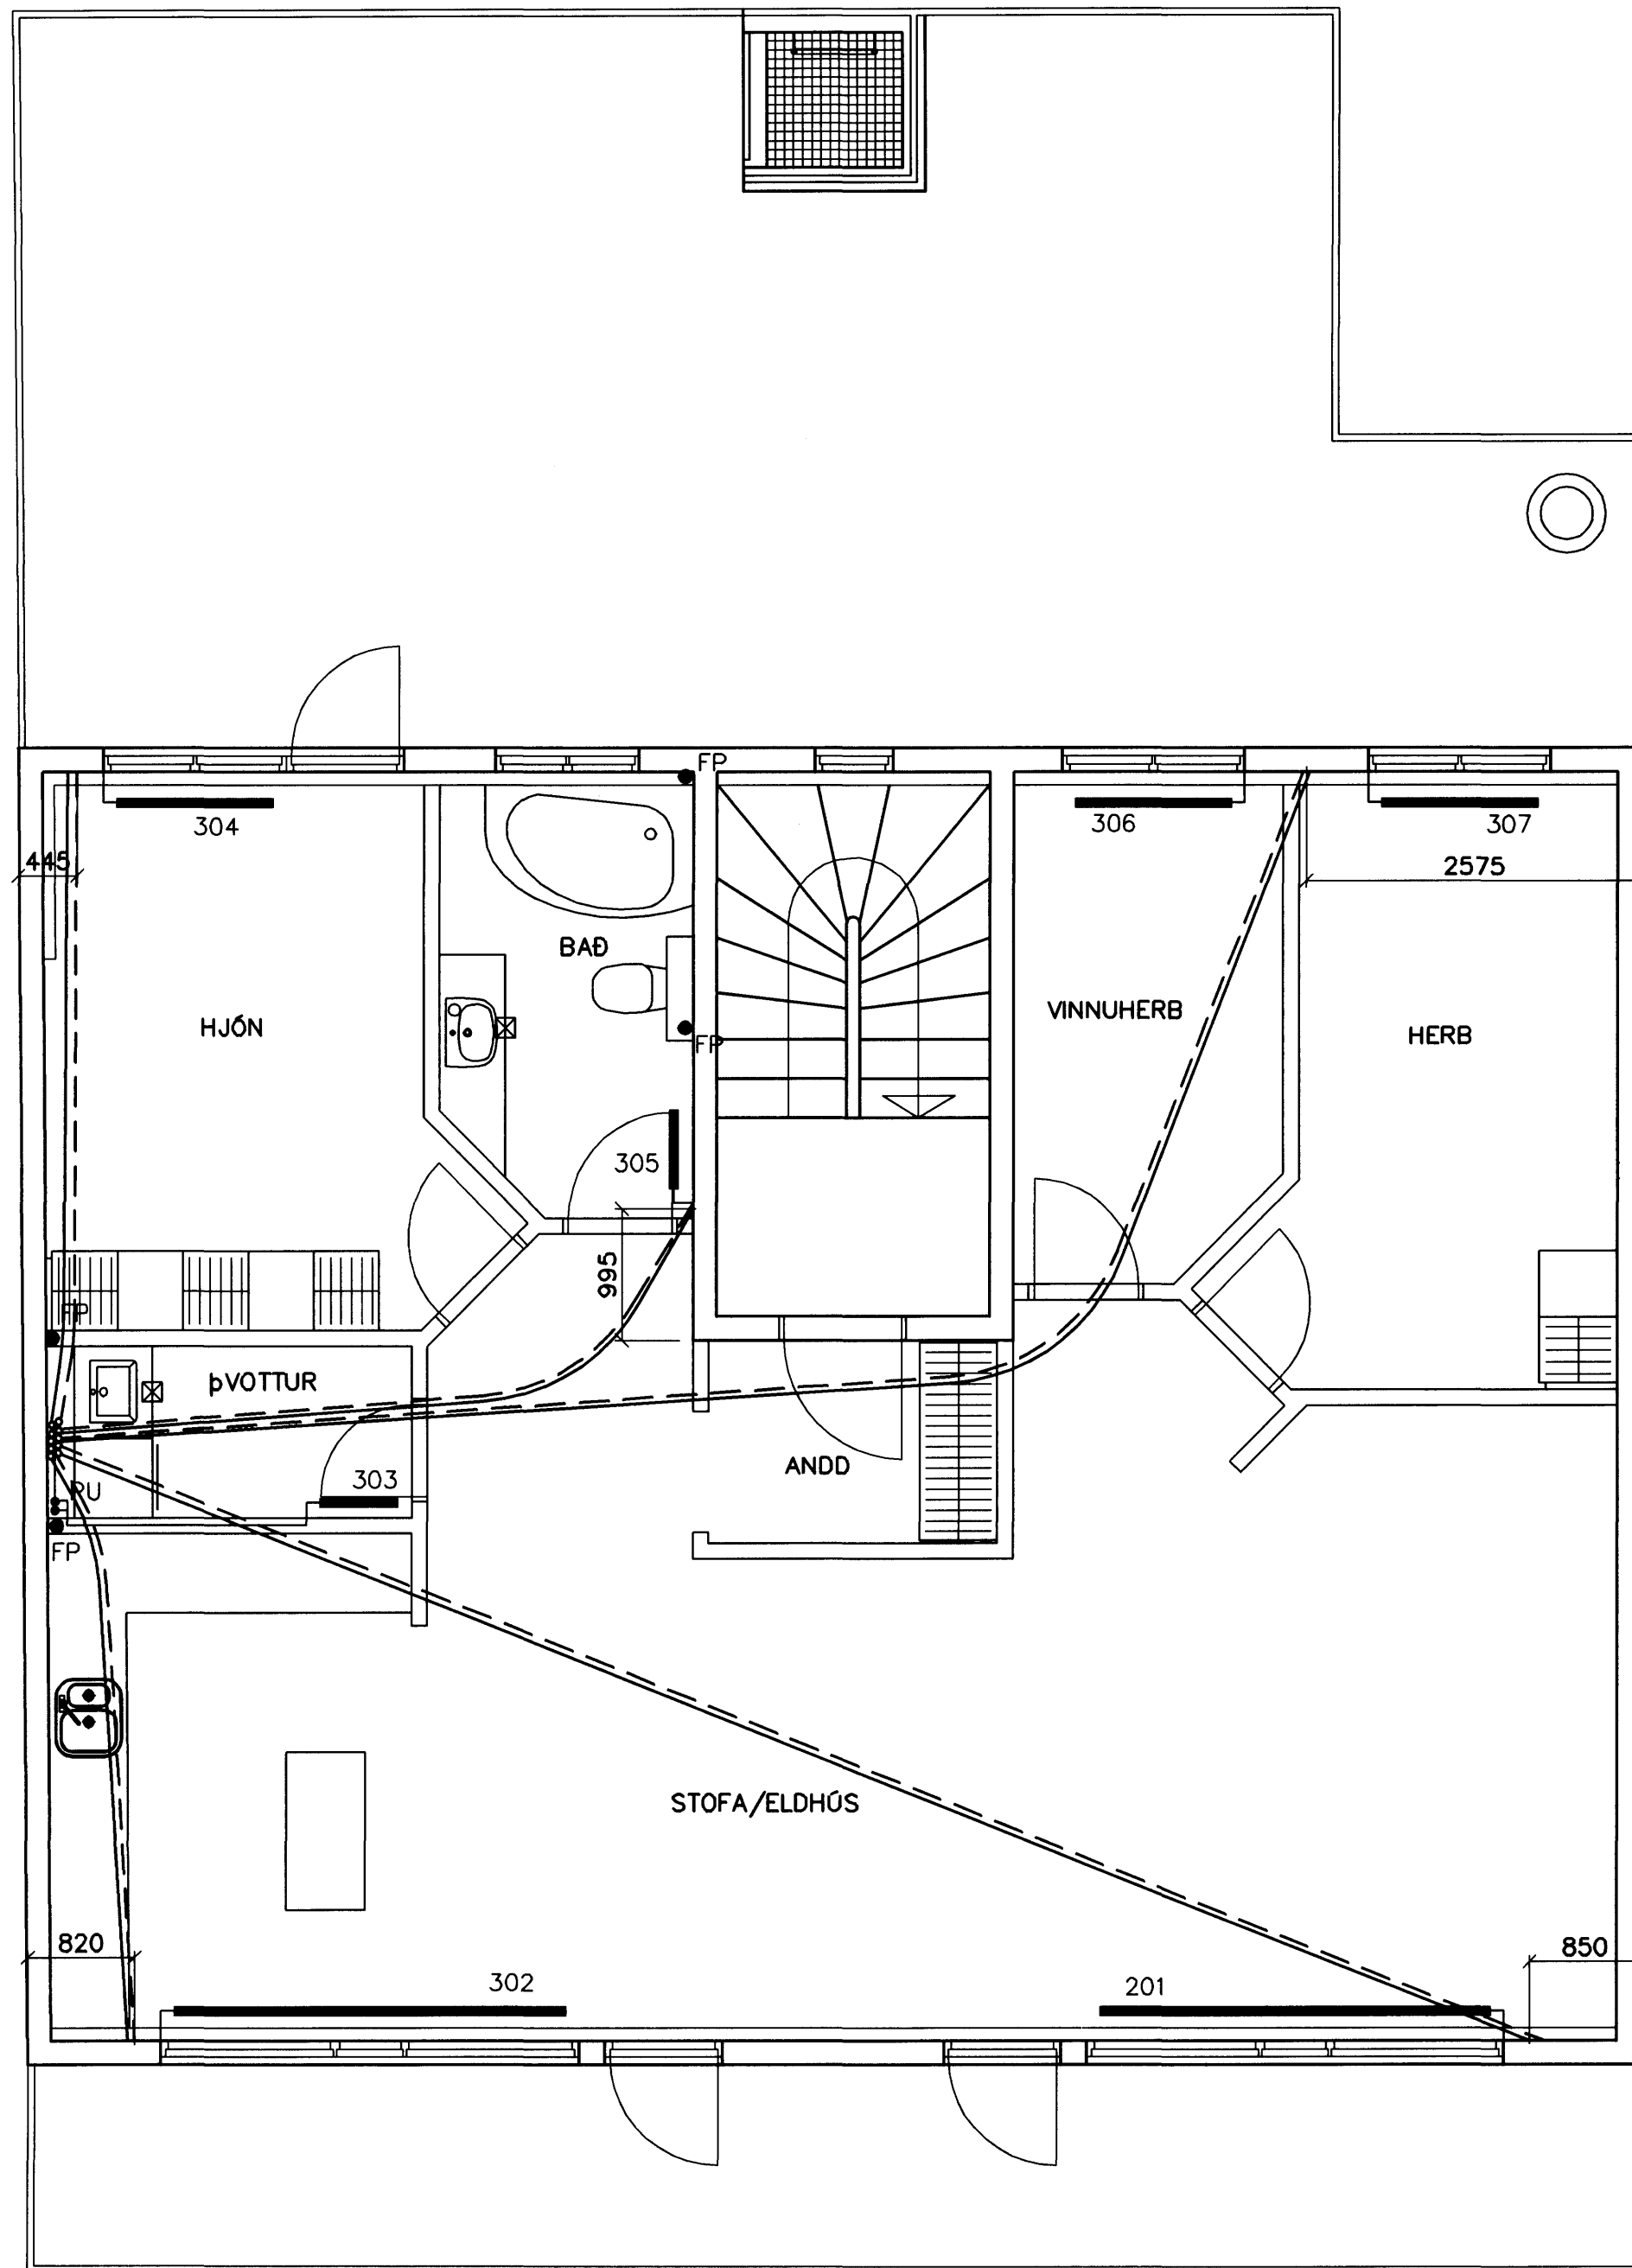 FP
304
306
307
445
2575
BAÐ
HJÓN
VINNUHERB
HERB
FP
305
995
FP
ÞVOTTUR
303
ANDD
PU
FP
STOFA/ELDHÚS
820
850
302
201